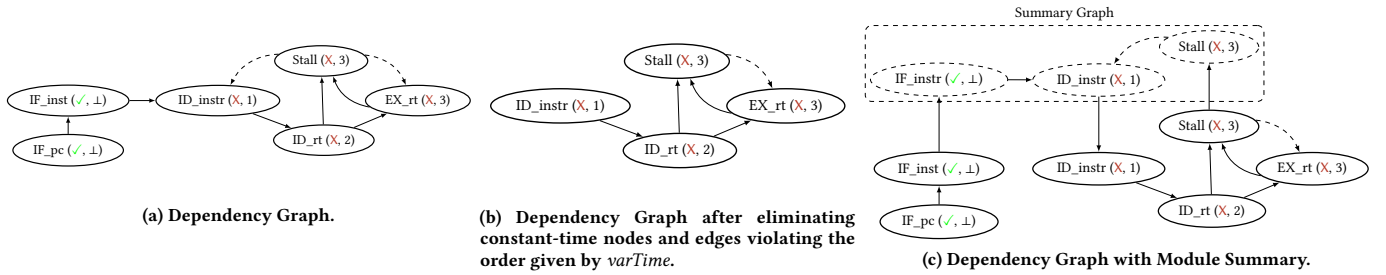 Stall (X, 3)
IF_inst (✓, ⊥)
ID_instr (X, 1)
EX_rt (X, 3)
ID_rt (X, 2)
IF_pc (✓, ⊥)
(a) Dependency Graph.
Stall (X, 3)
ID_instr (X, 1)
EX_rt (X, 3)
ID_rt (X, 2)
(b) Dependency Graph after eliminating
constant-time nodes and edges violating the
order given by varTime.
Summary Graph
Stall (X, 3)
IF_instr (✓, ⊥)
ID_instr (X, 1)
Stall (X, 3)
IF_inst (✓, ⊥)
ID_instr (X, 1)
EX_rt (X, 3)
ID_rt (X, 2)
IF_pc (✓, ⊥)
(c) Dependency Graph with Module Summary.